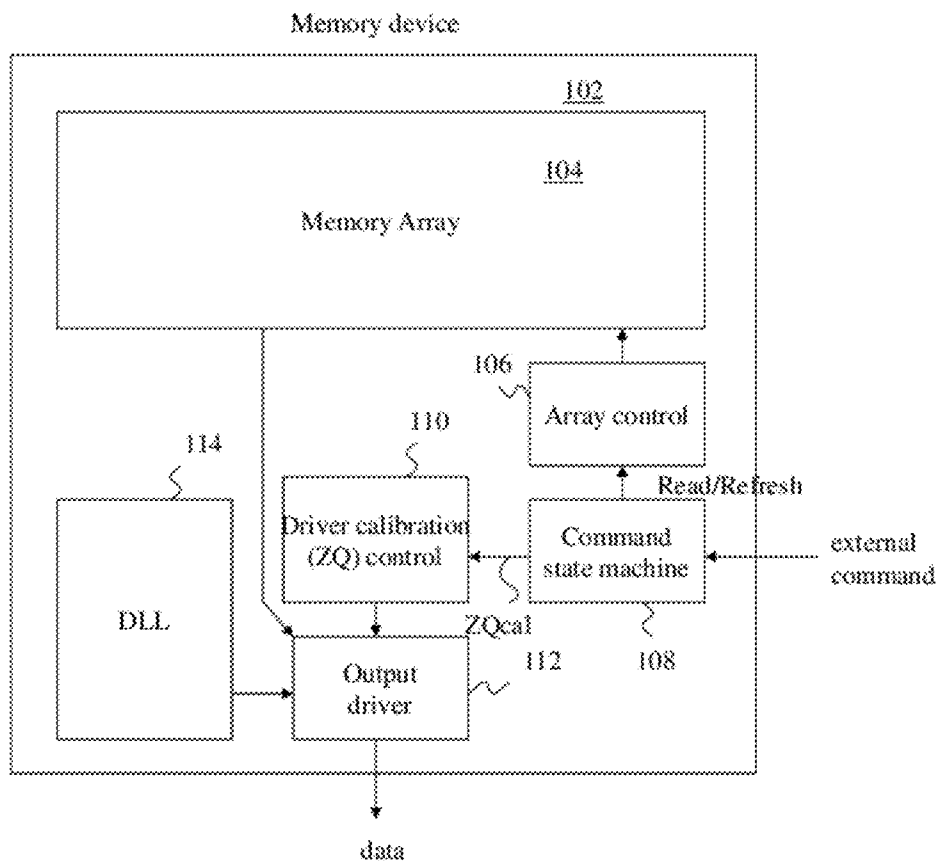 Memory device
102
104
Memory Array
106
Array control
110
114
Read/Refresh
Driver calibration
(ZQ) control
Command
state machine
external
command
DLL
ZQcal
108
112
Output
driver
data